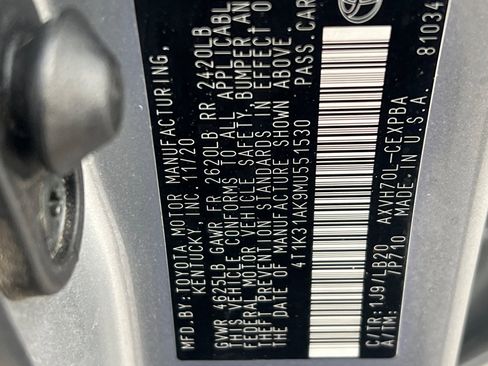 MFD.BY:TOYOTA MOTOR MANUFACTURING,
KENTUCKY, INC. 11/20
GVWR 4625LB GAWR FR 2620LB RR 2420LB
THIS VEHICLE CONFORMS TO ALL APPLICABL
FEDERAL MOTOR VEHICLE SAFETY, BUMPER, AN
THEFT PREVENTION STANDARDS IN EFFECT O
DATE OF MANUFACTURE SHOWN ABOVE.
4T1K31AK9MU551530 PASS.CAR
C/TR:1J9/LB20 AXVH70L-CEXPBA
A/TM: /P710 MADE IN U.S.A. 81034